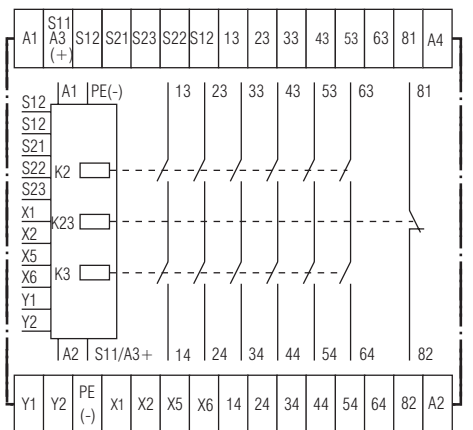 A1 S11 A3 (+) S12 S21 S23 S22 S12 13 23 33 43 53 63 81 A4
A1 PE(-) 13 23 33 43 53 63 81
S12
S12
S21
S22
S23
X1
X2
X5
X6
Y1
Y2
K2
K23
K3
A2 S11/A3+ 14 24 34 44 54 64 82
Y1 Y2 PE (-) X1 X2 X5 X6 14 24 34 44 54 64 82 A2